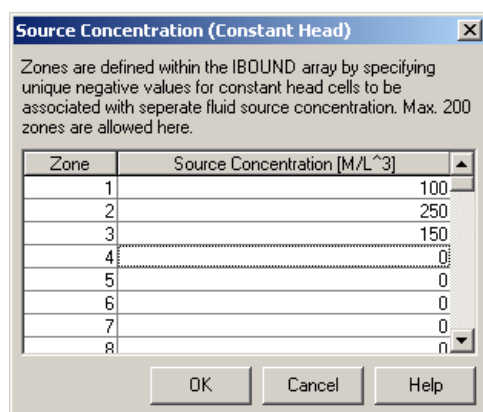 Source Concentration (Constant Head)
Zones are defined within the IBOUND array by specifying
unique negative values for constant head cells to be
associated with seperate fluid source concentration. Max. 200
zones are allowed here.
Zone Source Concentration [M/L^3]
1 100
2 250
3 150
4 0
5 0
6 0
7 0
8 0
OK Cancel Help